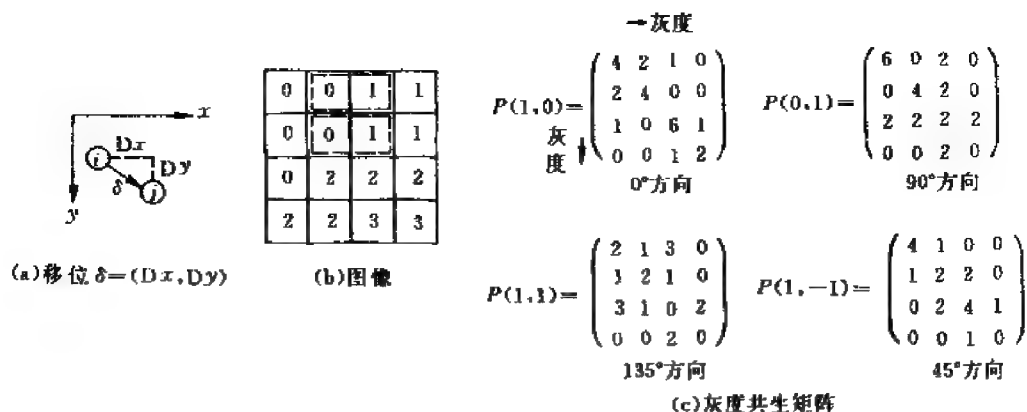 x
i
Dx
Dy
δ
j
y
(a)移位 δ=(Dx,Dy)
0 0 1 1
0 0 1 1
0 2 2 2
2 2 3 3
(b)图像
→灰度
P(1,0)=
4 2 1 0
2 4 0 0
1 0 6 1
0 0 1 2
灰度
0°方向
P(0,1)=
6 0 2 0
0 4 2 0
2 2 2 2
0 0 2 0
90°方向
P(1,1)=
2 1 3 0
1 2 1 0
3 1 0 2
0 0 2 0
135°方向
P(1,-1)=
4 1 0 0
1 2 2 0
0 2 4 1
0 0 1 0
45°方向
(c)灰度共生矩阵